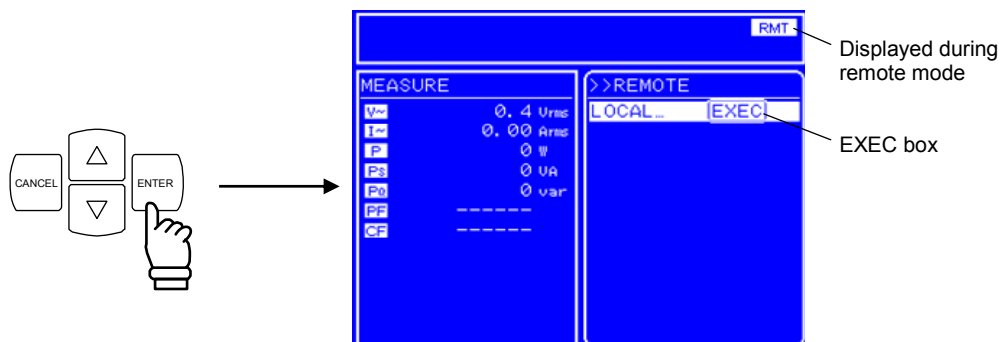 CANCEL
△
▽
ENTER
RMT
MEASURE
V~ 0.4 Vrms
I~ 0.00 Arms
P 0 W
PS 0 VA
PQ 0 var
PF ------
CF ------
>>REMOTE
LOCAL… EXEC
Displayed during
remote mode
EXEC box